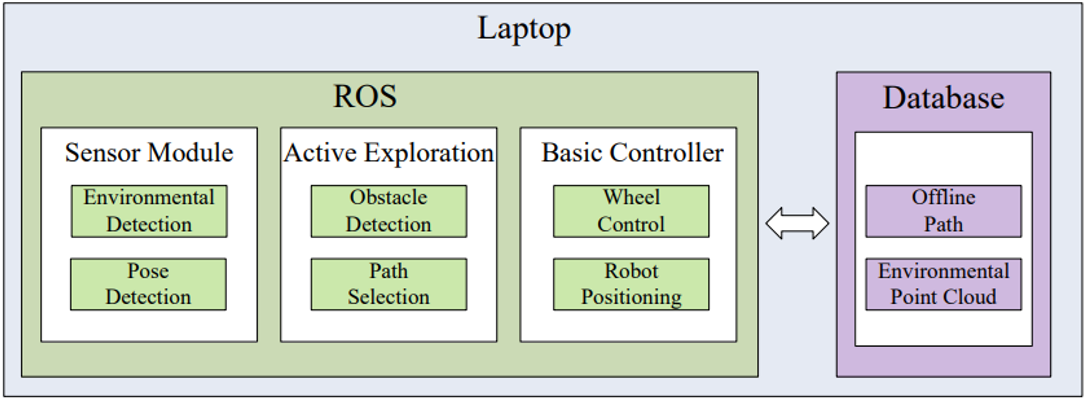 Laptop
ROS
Sensor Module
Environmental
Detection
Pose
Detection
Active Exploration
Obstacle
Detection
Path
Selection
Basic Controller
Wheel
Control
Robot
Positioning
Database
Offline
Path
Environmental
Point Cloud